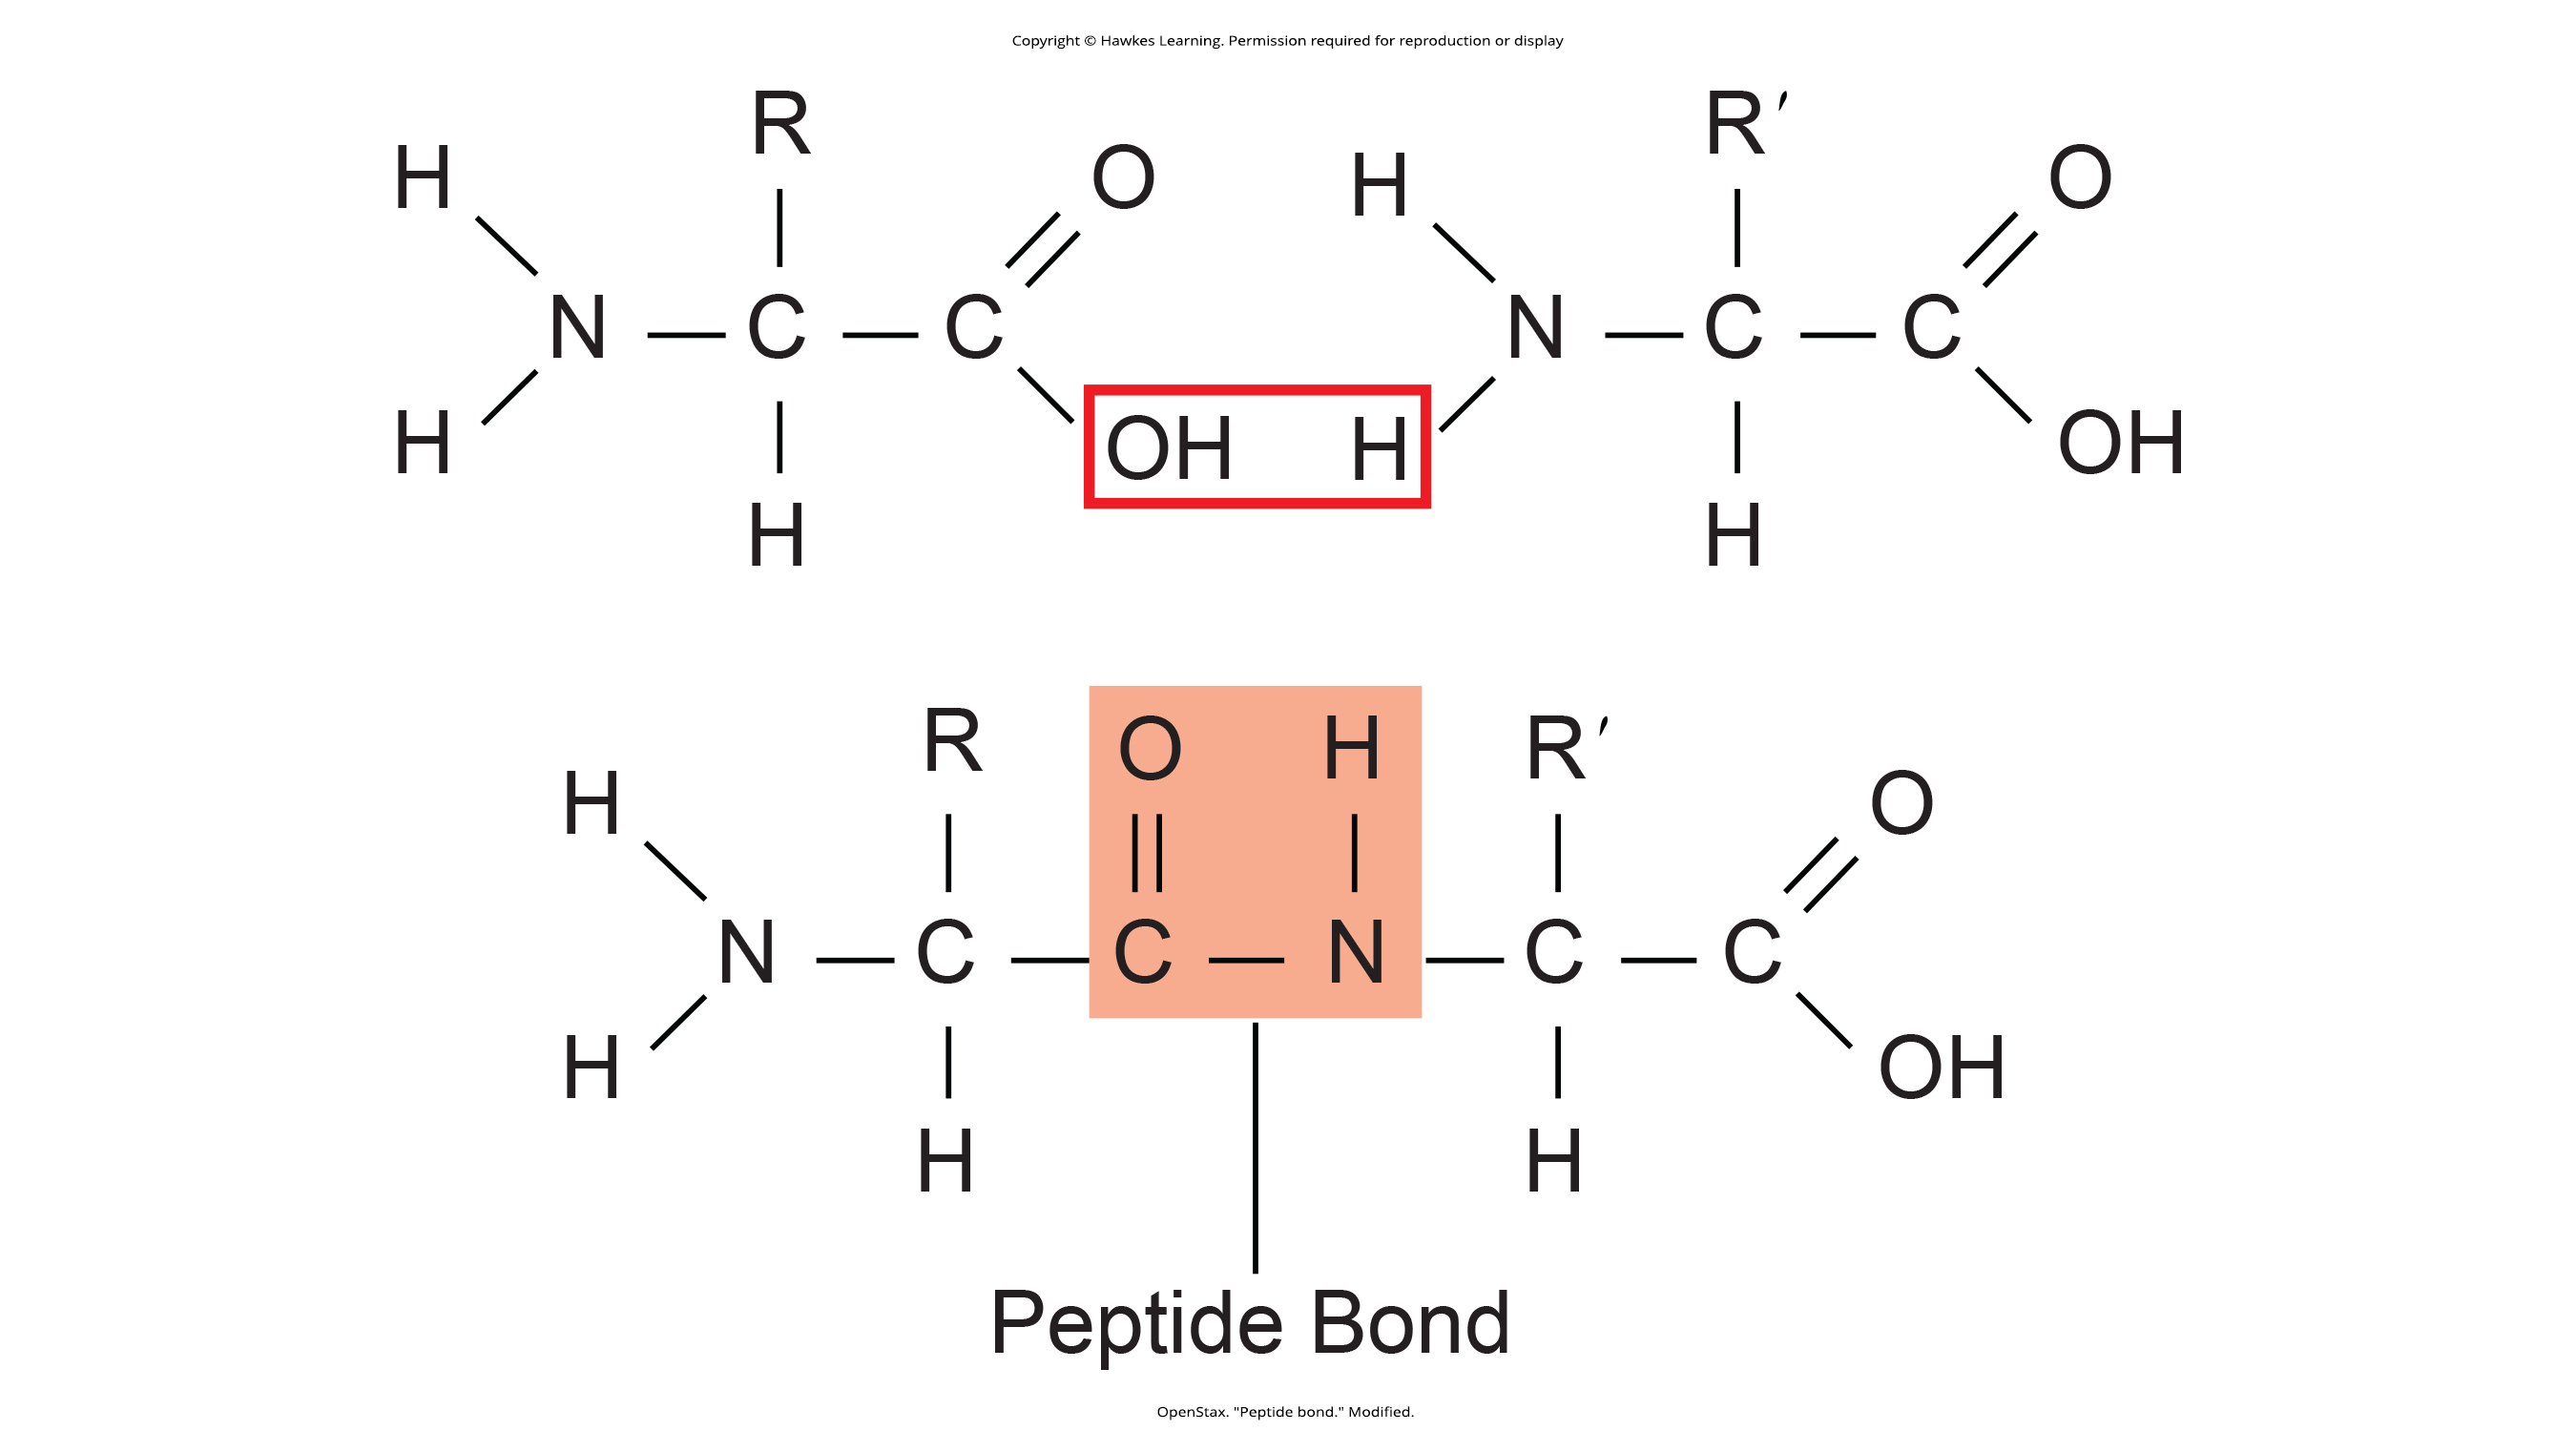 Copyright © Hawkes Learning. Permission required for reproduction or display
R R′
H O H O
N C C N C C
H OH H OH
H H
R O H R′
H O
N C C N C C
H OH
H H
Peptide Bond
OpenStax. "Peptide bond." Modified.